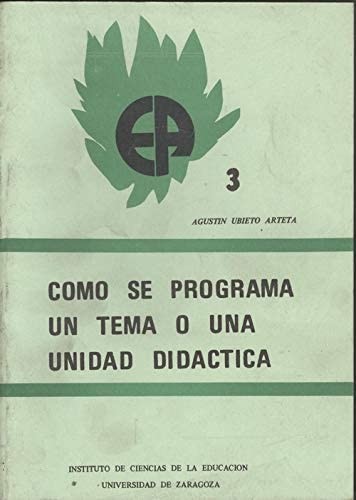 EA
3
AGUSTIN UBIETO ARTETA
COMO SE PROGRAMA
UN TEMA O UNA
UNIDAD DIDACTICA
INSTITUTO DE CIENCIAS DE LA EDUCACION
UNIVERSIDAD DE ZARAGOZA